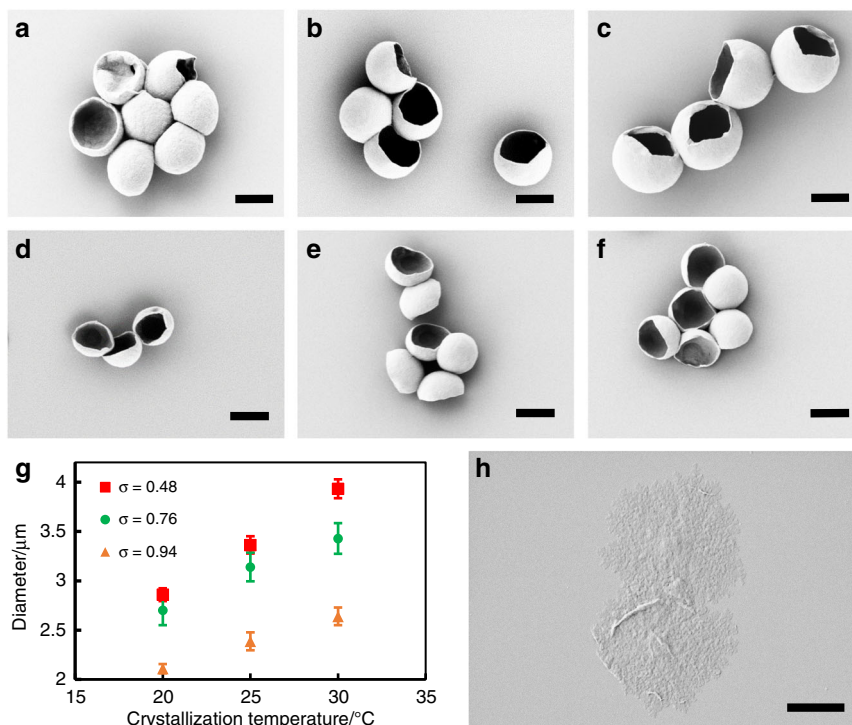 a
b
c
d
e
f
g
4
3.5
3
2.5
2
15
20
25
30
35
Diameter/μm
Crystallization temperature/°C
σ = 0.48
σ = 0.76
σ = 0.94
h